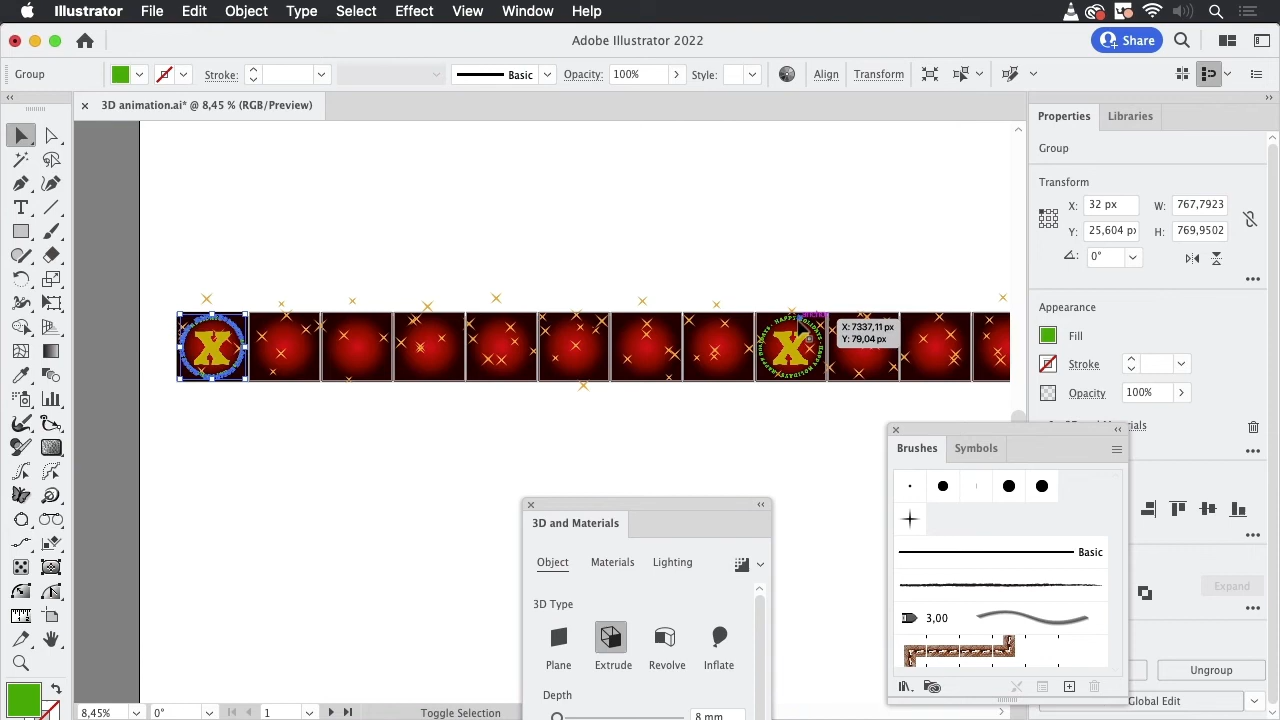 Illustrator File Edit Object Type Select Effect View Window Help
Adobe Illustrator 2022
Share
Group
Stroke:
Basic
Opacity: 100%
Style:
Align
Transform
3D animation.ai* @ 8,45 % (RGB/Preview)
Properties
Libraries
Group
Transform
X: 32 px
W: 767,7923
Y: 25,604 px
H: 769,9502
0°
Appearance
Fill
Stroke
Opacity 100%
X: 7337,11 px
Y: 79,04 px
X
X
Brushes
Symbols
Basic
3,00
3D and Materials
Object
Materials
Lighting
3D Type
Plane
Extrude
Revolve
Inflate
Depth
8 mm
Expand
Ungroup
Global Edit
8,45%
0°
1
Toggle Selection